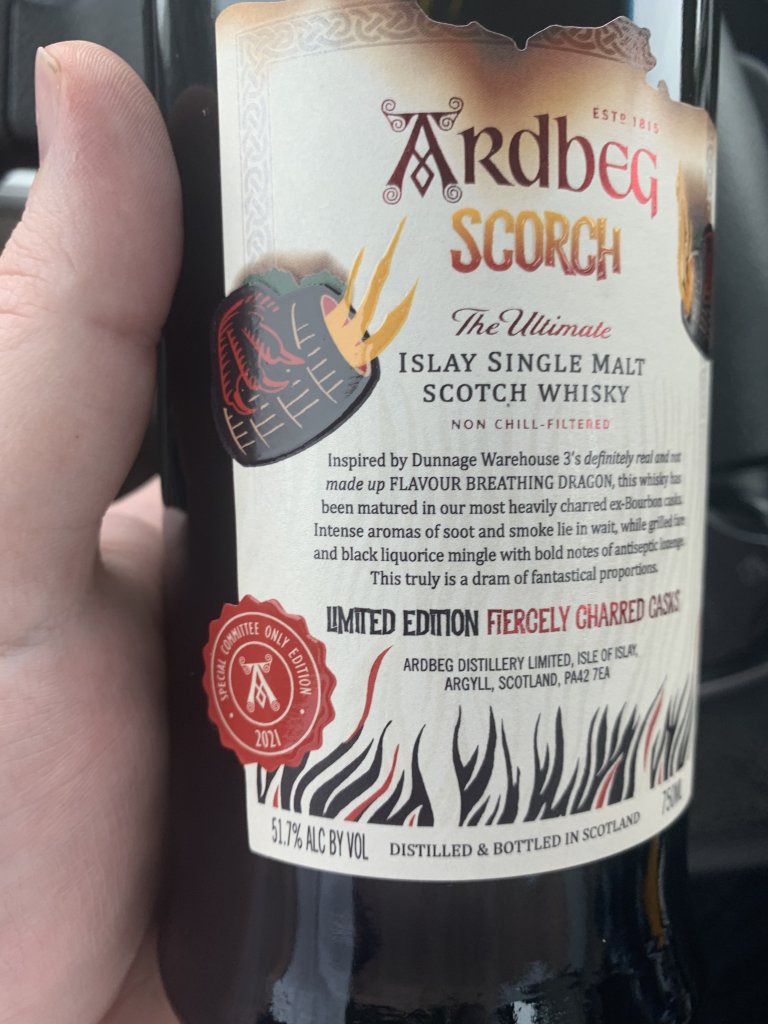 ESTD 1815
ARDBEG
SCORCH
The Ultimate
ISLAY SINGLE MALT
SCOTCH WHISKY
NON CHILL-FILTERED
Inspired by Dunnage Warehouse 3's definitely real and not
made up FLAVOUR BREATHING DRAGON, this whisky has
been matured in our most heavily charred ex-Bourbon casks.
Intense aromas of soot and smoke lie in wait, while grilled fare
and black liquorice mingle with bold notes of antiseptic lozenge.
This truly is a dram of fantastical proportions.
LIMITED EDITION FIERCELY CHARRED CASKS
ARDBEG DISTILLERY LIMITED, ISLE OF ISLAY,
ARGYLL, SCOTLAND, PA42 7EA
SPECIAL COMMITTEE ONLY EDITION
A
2021
51.7% ALC BY VOL
DISTILLED & BOTTLED IN SCOTLAND
750ML